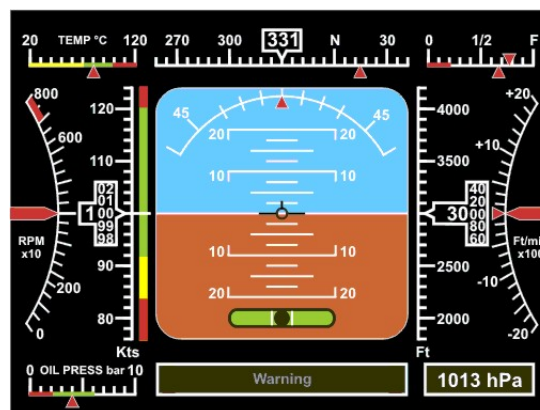 20 TEMP °C 120
270 300 331 N 30
0 1/2 F
800
600
RPM
x10
200
0
120
110
1 02 01 00 99 98
90
80
Kts
45 45
20 20
10 10
10 10
20 20
4000
3500
30 40 20 00 80 60
2500
2000
Ft
+20
+10
Ft/mi
x100
-10
-20
0 OIL PRESS bar 10
Warning
1013 hPa